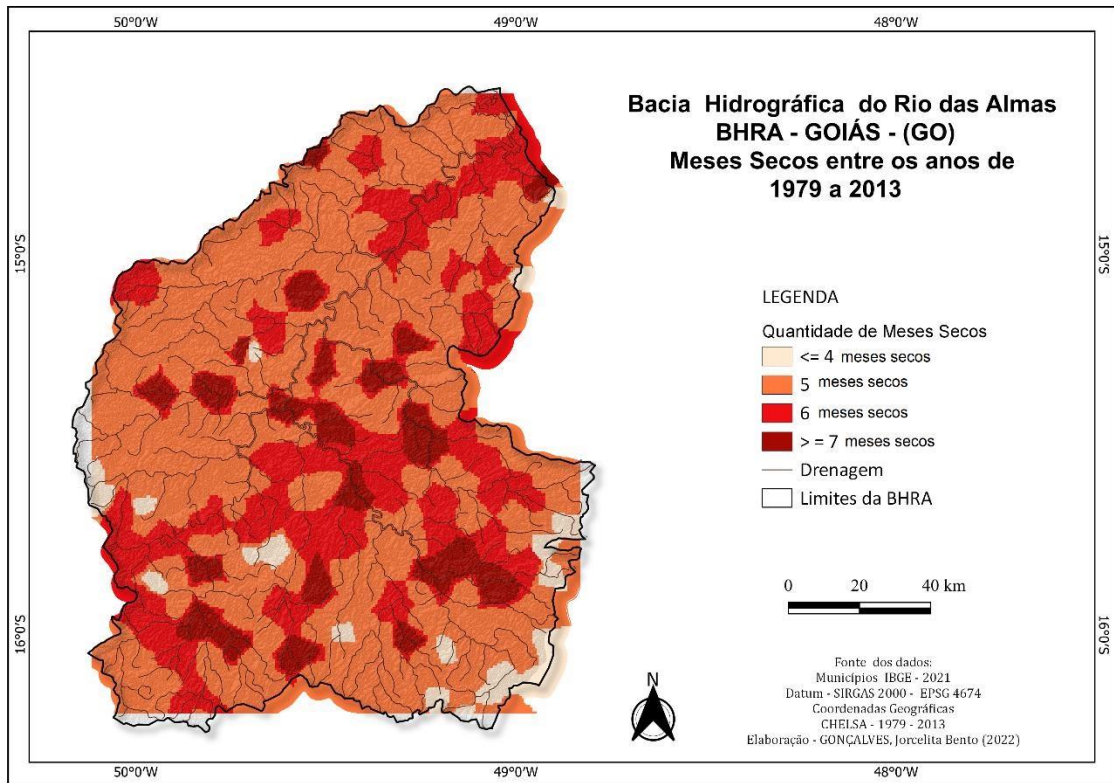 50°0'W 49°0'W 48°0'W
Bacia Hidrográfica do Rio das Almas
BHRA - GOIÁS - (GO)
Meses Secos entre os anos de
1979 a 2013
15°0'S
15°0'S
LEGENDA
Quantidade de Meses Secos
<= 4 meses secos
5 meses secos
6 meses secos
> = 7 meses secos
Drenagem
Limites da BHRA
0 20 40 km
16°0'S
16°0'S
N
Fonte dos dados:
Municípios IBGE - 2021
Datum - SIRGAS 2000 - EPSG 4674
Coordenadas Geográficas
CHELSA - 1979 - 2013
Elaboração - GONÇALVES, Jorcelita Bento (2022)
50°0'W 49°0'W 48°0'W